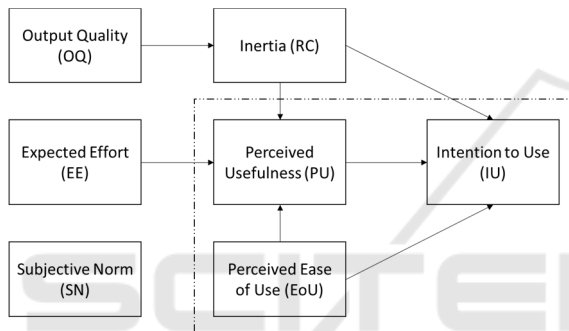 Output Quality
(OQ)
Inertia (RC)
Expected Effort
(EE)
Perceived
Usefulness (PU)
Intention to Use
(IU)
Subjective Norm
(SN)
Perceived Ease
of Use (EoU)
SCITE